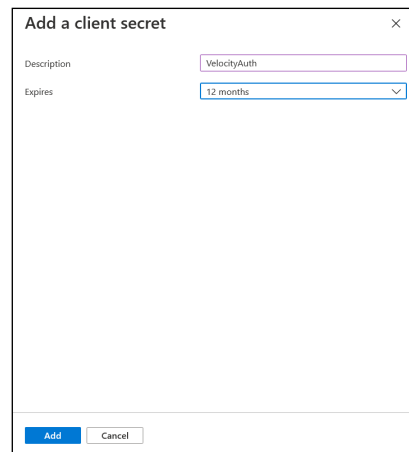 Add a client secret
Description
VelocityAuth
Expires
12 months
Add
Cancel